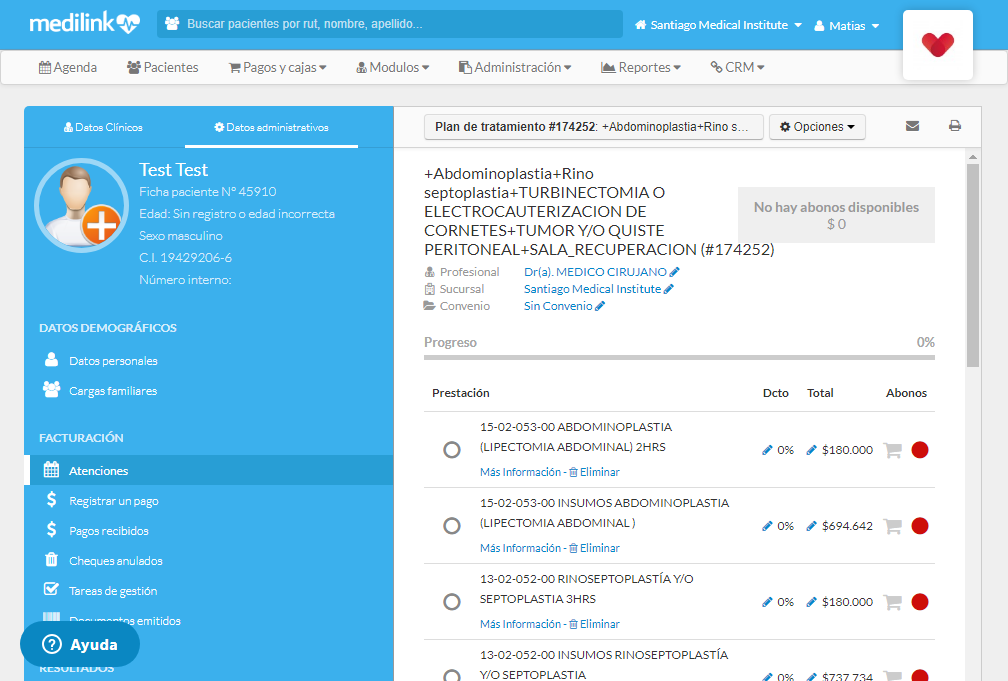 medilink
Buscar pacientes por rut, nombre, apellido...
Santiago Medical Institute
Matias
Agenda
Pacientes
Pagos y cajas
Modulos
Administración
Reportes
CRM
Datos Clínicos
Datos administrativos
Test Test
Ficha paciente N° 45910
Edad: Sin registro o edad incorrecta
Sexo masculino
C.I. 19429206-6
Número interno:
DATOS DEMOGRÁFICOS
Datos personales
Cargas familiares
FACTURACIÓN
Atenciones
Registrar un pago
Pagos recibidos
Cheques anulados
Tareas de gestión
Documentos emitidos
RESULTADOS
Ayuda
Plan de tratamiento #174252: +Abdominoplastia+Rino s...
Opciones
+Abdominoplastia+Rino
septoplastia+TURBINECTOMIA O
ELECTROCAUTERIZACION DE
CORNETES+TUMOR Y/O QUISTE
PERITONEAL+SALA_RECUPERACION (#174252)
No hay abonos disponibles
$ 0
Profesional Dr(a). MEDICO CIRUJANO
Sucursal Santiago Medical Institute
Convenio Sin Convenio
Progreso 0%
Prestación Dcto Total Abonos
15-02-053-00 ABDOMINOPLASTIA
(LIPECTOMIA ABDOMINAL) 2HRS
0% $180.000
Más Información - Eliminar
15-02-053-00 INSUMOS ABDOMINOPLASTIA
(LIPECTOMIA ABDOMINAL )
0% $694.642
Más Información - Eliminar
13-02-052-00 RINOSEPTOPLASTÍA Y/O
SEPTOPLASTIA 3HRS
0% $180.000
Más Información - Eliminar
13-02-052-00 INSUMOS RINOSEPTOPLASTÍA
Y/O SEPTOPLASTIA
0% $737.734